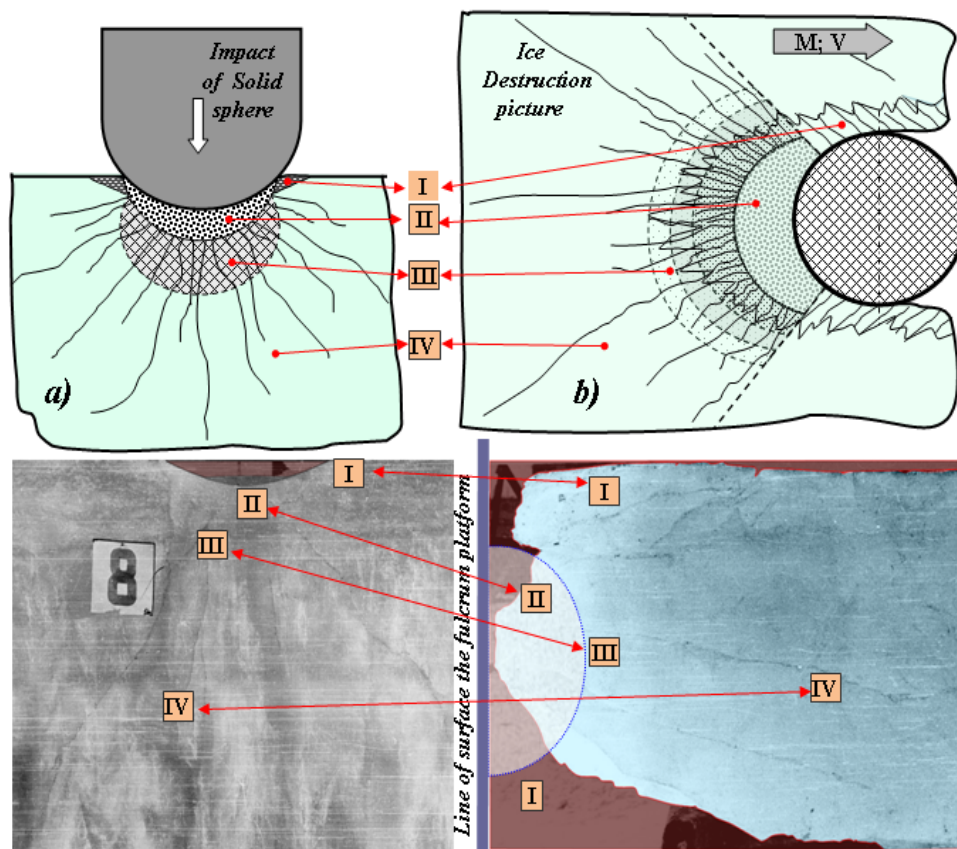 Impact
of Solid
sphere
Ice
Destruction
picture
M; V
I
II
III
IV
a)
b)
I
II
III
IV
8
Line of surface the fulcrum platform
I
II
III
IV
I